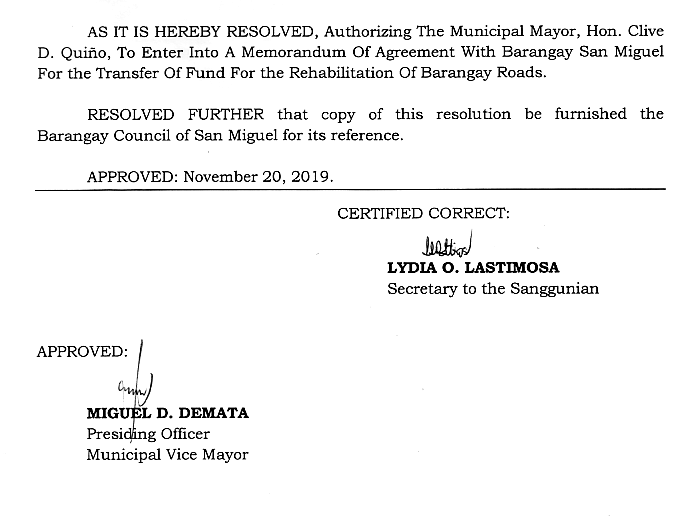 AS IT IS HEREBY RESOLVED, Authorizing The Municipal Mayor, Hon. Clive
D. Quiño, To Enter Into A Memorandum Of Agreement With Barangay San Miguel
For the Transfer Of Fund For the Rehabilitation Of Barangay Roads.
RESOLVED FURTHER that copy of this resolution be furnished the
Barangay Council of San Miguel for its reference.
APPROVED: November 20, 2019.
CERTIFIED CORRECT:
LYDIA O. LASTIMOSA
Secretary to the Sanggunian
APPROVED:
MIGUEL D. DEMATA
Presiding Officer
Municipal Vice Mayor